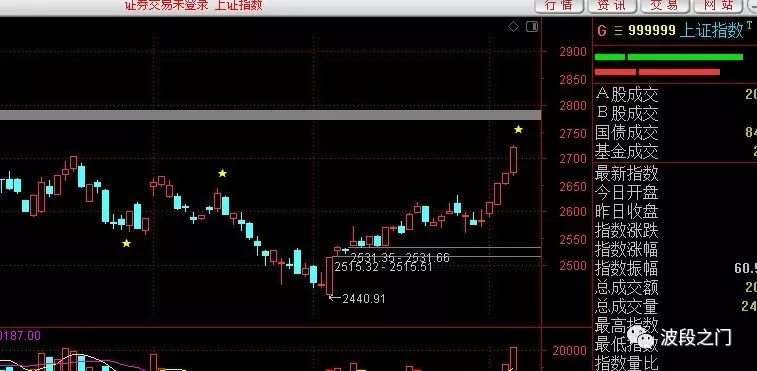 证券交易未登录 上证指数
行情 资讯 交易 网站
G 三 999999 上证指数T
2900
2850
2800
2750
2700
2650
2600
2550
2500
2531.35 - 2531.66
2515.32 - 2515.51
←2440.91
0187.00
20000
A股成交 20
B股成交
国债成交 84
基金成交 2
最新指数
今日开盘
昨日收盘
指数涨跌
指数涨幅
指数振幅 60.5
总成交额 20
总成交量 24
最高指数
最低指数
指数量比
波段之门